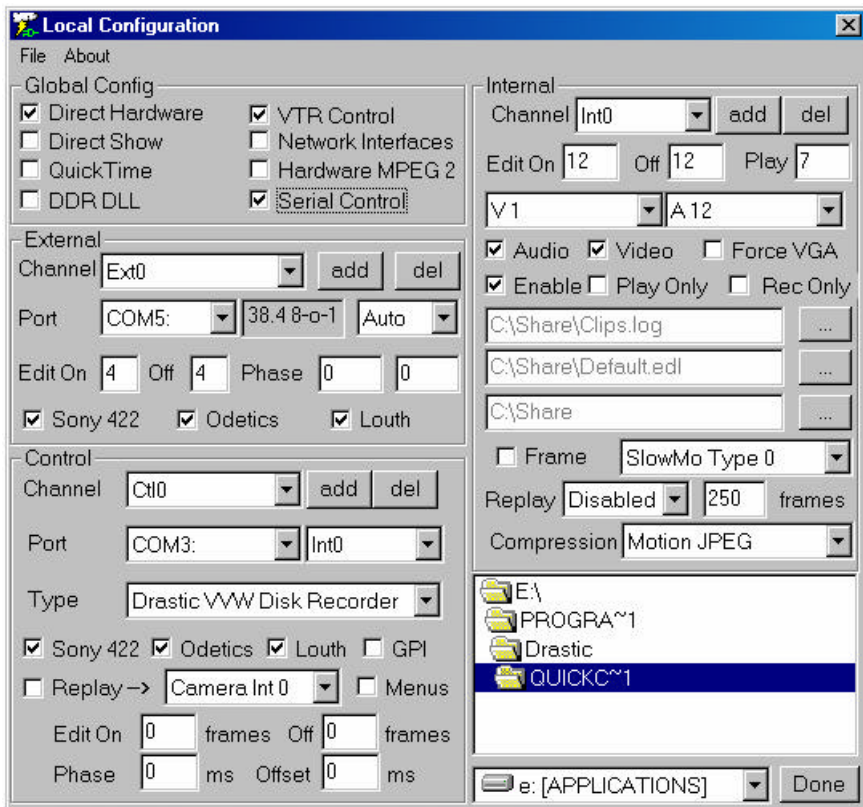 Local Configuration
File About
Global Config
Direct Hardware VTR Control
Direct Show Network Interfaces
QuickTime Hardware MPEG 2
DDR DLL Serial Control
External
Channel Ext0 add del
Port COM5: 38.4 8-o-1 Auto
Edit On 4 Off 4 Phase 0 0
Sony 422 Odetics Louth
Control
Channel Ctl0 add del
Port COM3: Int0
Type Drastic VVW Disk Recorder
Sony 422 Odetics Louth GPI
Replay --> Camera Int 0 Menus
Edit On 0 frames Off 0 frames
Phase 0 ms Offset 0 ms
Internal
Channel Int0 add del
Edit On 12 Off 12 Play 7
V 1 A 12
Audio Video Force VGA
Enable Play Only Rec Only
C:\Share\Clips.log ...
C:\Share\Default.edl ...
C:\Share ...
Frame SlowMo Type 0
Replay Disabled 250 frames
Compression Motion JPEG
E:\
PROGRA~1
Drastic
QUICKC~1
e: [APPLICATIONS] Done